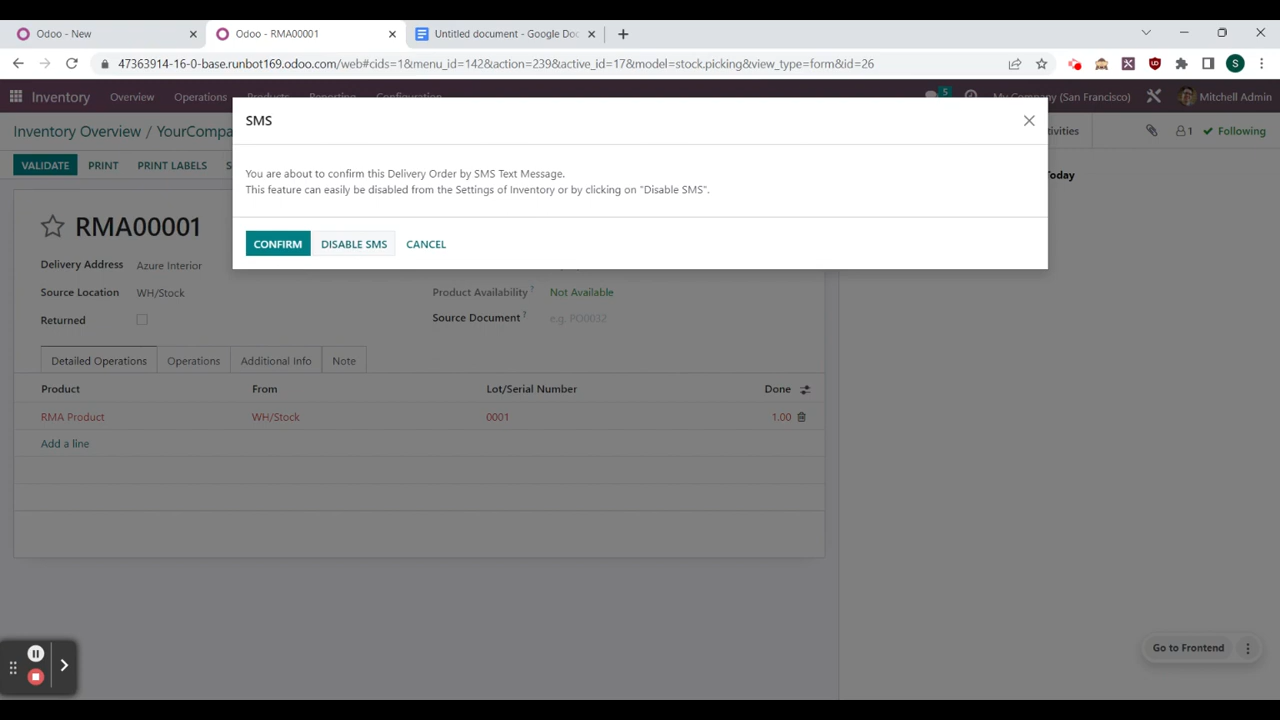 Odoo - New
Odoo - RMA00001
Untitled document - Google Doc
47363914-16-0-base.runbot169.odoo.com/web#cids=1&menu_id=142&action=239&active_id=17&model=stock.picking&view_type=form&id=26
S
Inventory Overview Operations Products Reporting Configuration 5 My Company (San Francisco) Mitchell Admin
Inventory Overview / YourCompa
1 Following
VALIDATE PRINT PRINT LABELS S
SMS
You are about to confirm this Delivery Order by SMS Text Message.
This feature can easily be disabled from the Settings of Inventory or by clicking on "Disable SMS".
CONFIRM DISABLE SMS CANCEL
Today
RMA00001
Delivery Address Azure Interior
Source Location WH/Stock
Returned
Product Availability ? Not Available
Source Document ? e.g. PO0032
Detailed Operations Operations Additional Info Note
Product From Lot/Serial Number Done
RMA Product WH/Stock 0001 1.00
Add a line
Go to Frontend